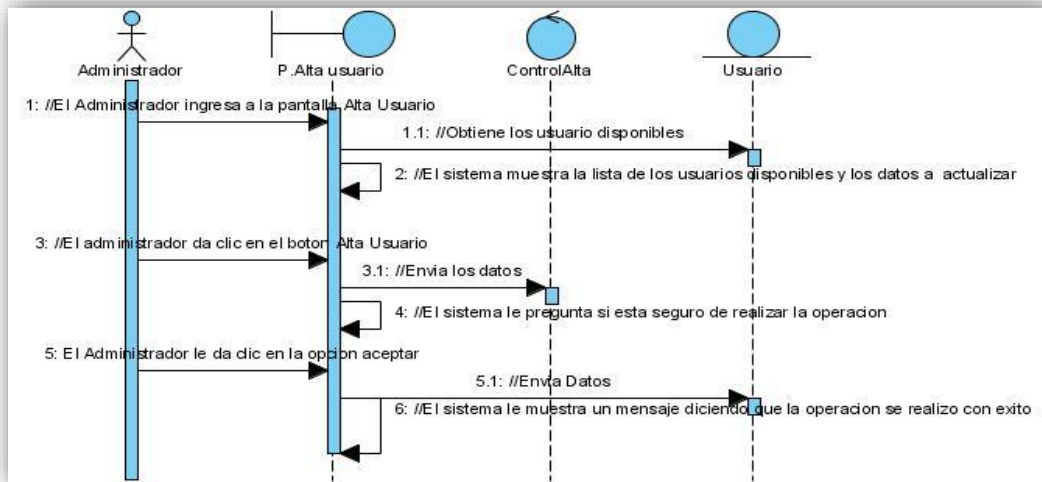 Administrador
P.Alta usuario
ControlAlta
Usuario
1: //El Administrador ingresa a la pantalla Alta Usuario
1.1: //Obtiene los usuario disponibles
2: //El sistema muestra la lista de los usuarios disponibles y los datos a actualizar
3: //El administrador da clic en el boton Alta Usuario
3.1: //Envia los datos
4: //El sistema le pregunta si esta seguro de realizar la operacion
5: El Administrador le da clic en la opcion aceptar
5.1: //Envia Datos
6: //El sistema le muestra un mensaje diciendo que la operacion se realizo con exito